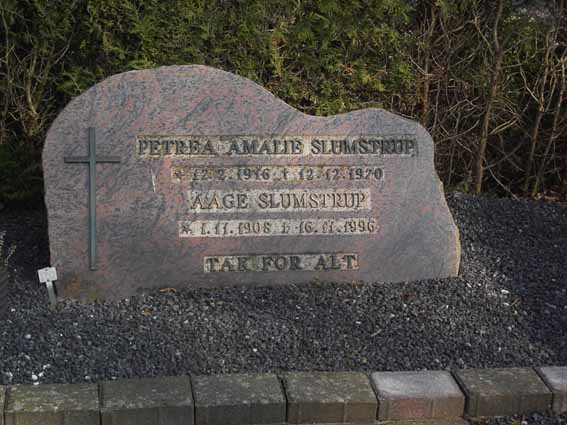 PETREA AMALIE SLUMSTRUP
* 12.2.1916 † 12.12.1970
AAGE SLUMSTRUP
* 1.11.1908 † 16.11.1996
TAK FOR ALT